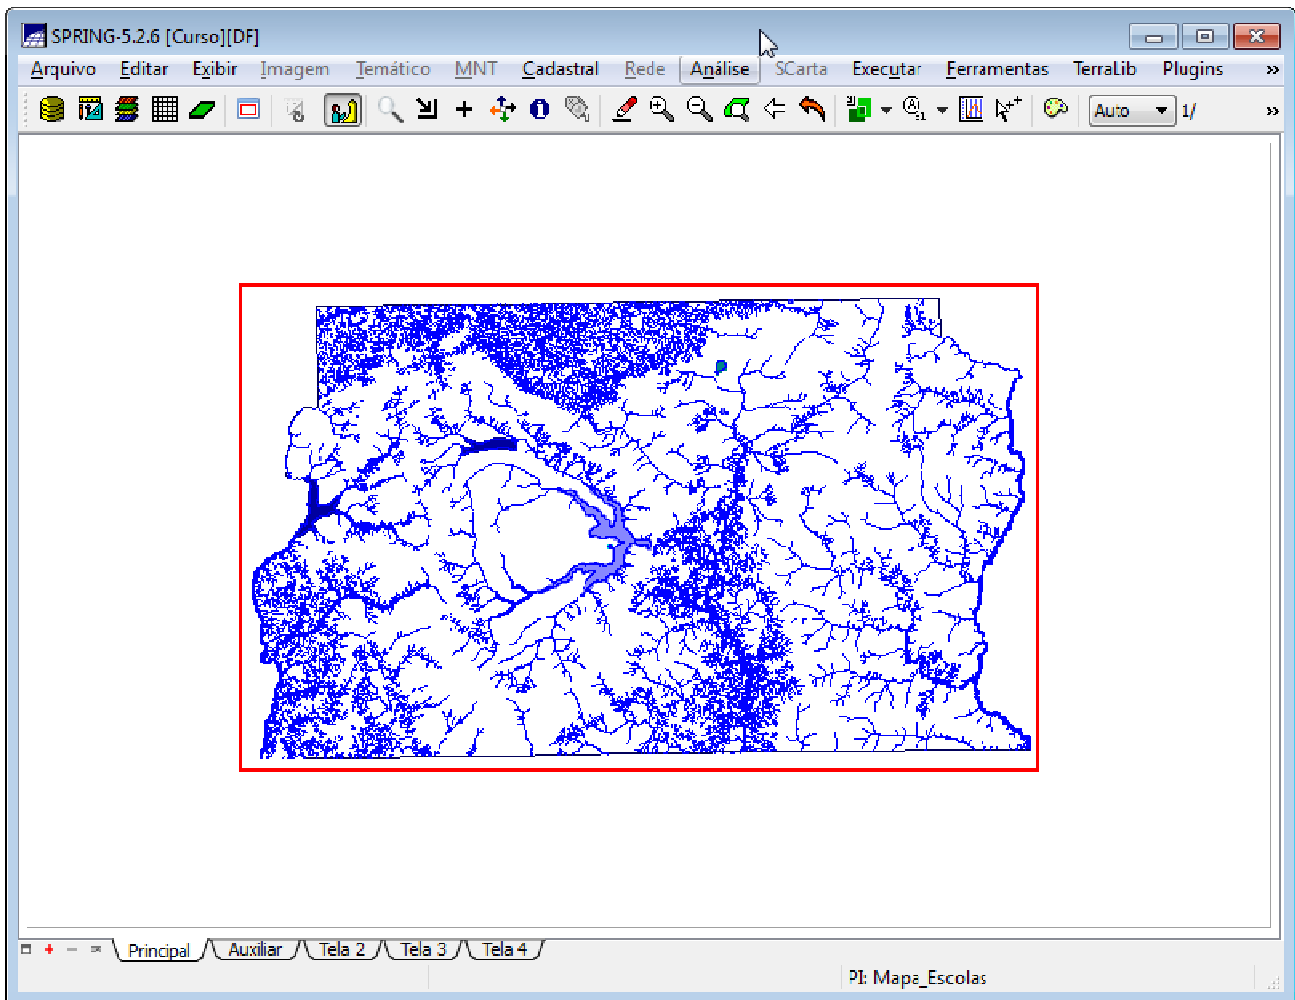 SPRING-5.2.6 [Curso][DF]
Arquivo Editar Exibir Imagem Temático MNT Cadastral Rede Análise SCarta Executar Ferramentas TerraLib Plugins »
Auto 1/ »
Principal Auxiliar Tela 2 Tela 3 Tela 4
PI: Mapa_Escolas